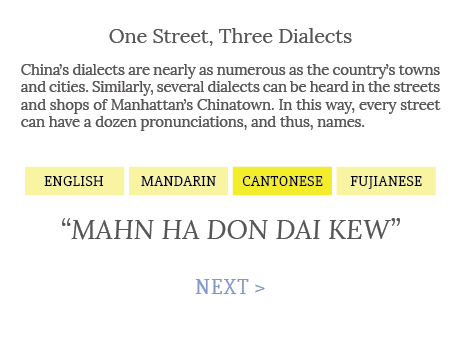 One Street, Three Dialects
China’s dialects are nearly as numerous as the country’s towns
and cities. Similarly, several dialects can be heard in the streets
and shops of Manhattan’s Chinatown. In this way, every street
can have a dozen pronunciations, and thus, names.
ENGLISH MANDARIN CANTONESE FUJIANESE
“MAHN HA DON DAI KEW”
NEXT >